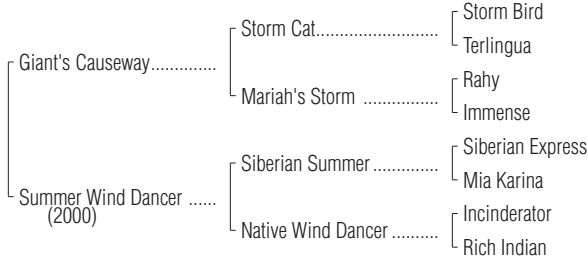 Storm Bird
Storm Cat..........................
Terlingua
Giant's Causeway..............
Rahy
Mariah's Storm ................
Immense
Siberian Express
Siberian Summer ..............
Mia Karina
Summer Wind Dancer ......
(2000)
Incinderator
Native Wind Dancer ..........
Rich Indian